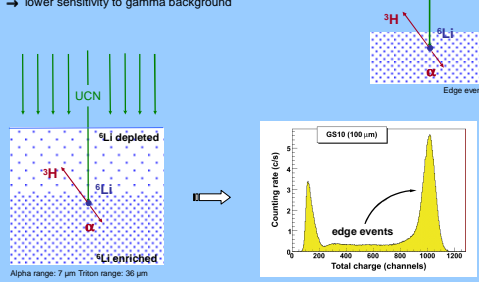 → lower sensitivity to gamma background
³H
⁶Li
α
Edge even
UCN
⁶Li depleted
³H
⁶Li
α
⁶Li enriched
Alpha range: 7 µm Triton range: 36 µm
GS10 (100 µm)
Counting rate (c/s)
5
4
3
2
1
0
edge events
0 200 400 600 800 1000 1200
Total charge (channels)